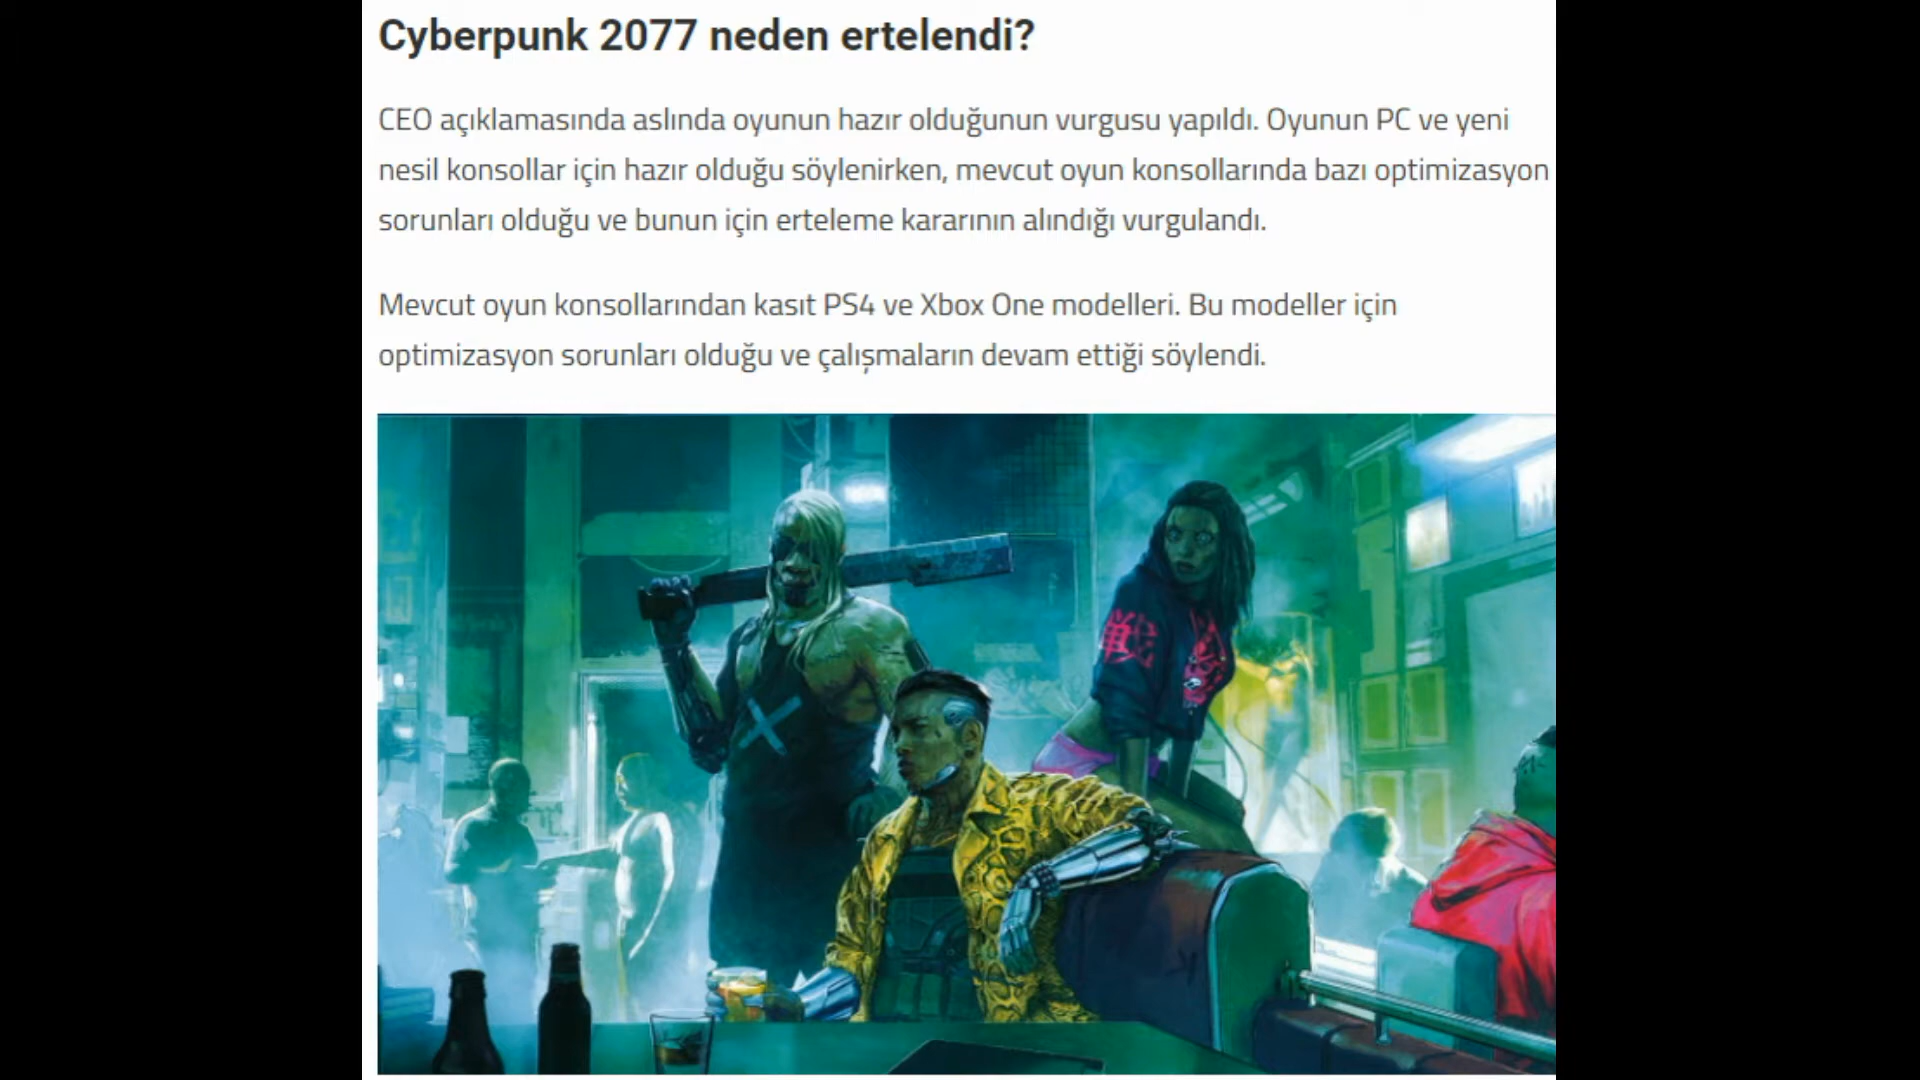 Cyberpunk 2077 neden ertelendi?
CEO açıklamasında aslında oyunun hazır olduğunun vurgusu yapıldı. Oyunun PC ve yeni
nesil konsollar için hazır olduğu söylenirken, mevcut oyun konsollarında bazı optimizasyon
sorunları olduğu ve bunun için erteleme kararının alındığı vurgulandı.
Mevcut oyun konsollarından kasıt PS4 ve Xbox One modelleri. Bu modeller için
optimizasyon sorunları olduğu ve çalışmaların devam ettiği söylendi.